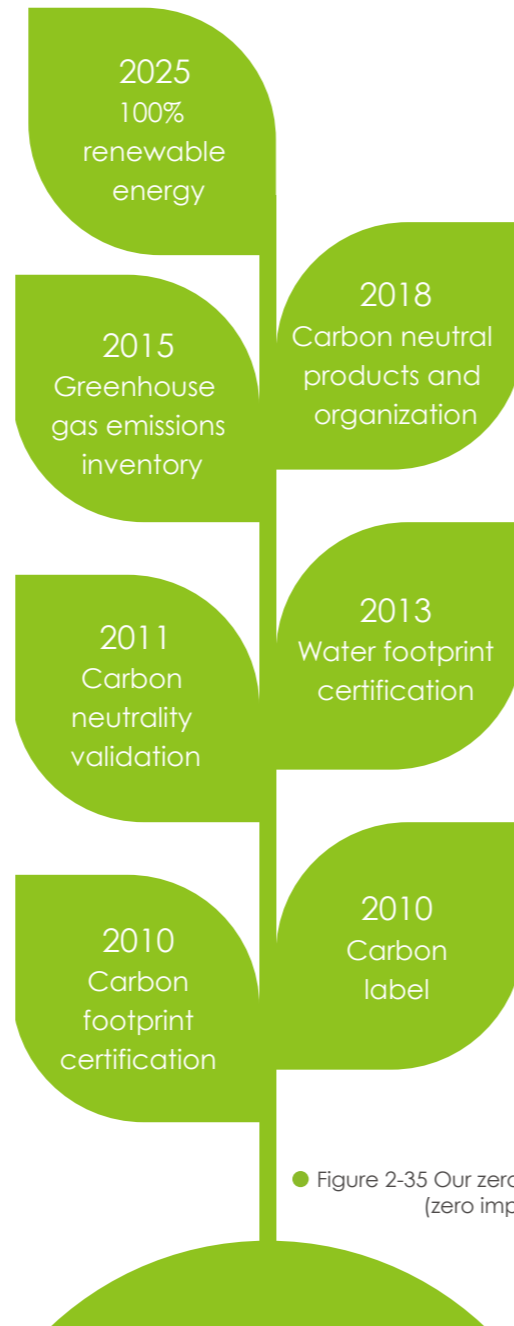 2025
100%
renewable
energy
2018
Carbon neutral
products and
organization
2015
Greenhouse
gas emissions
inventory
2013
Water footprint
certification
2011
Carbon
neutrality
validation
2010
Carbon
label
2010
Carbon
footprint
certification
Figure 2-35 Our zero
(zero